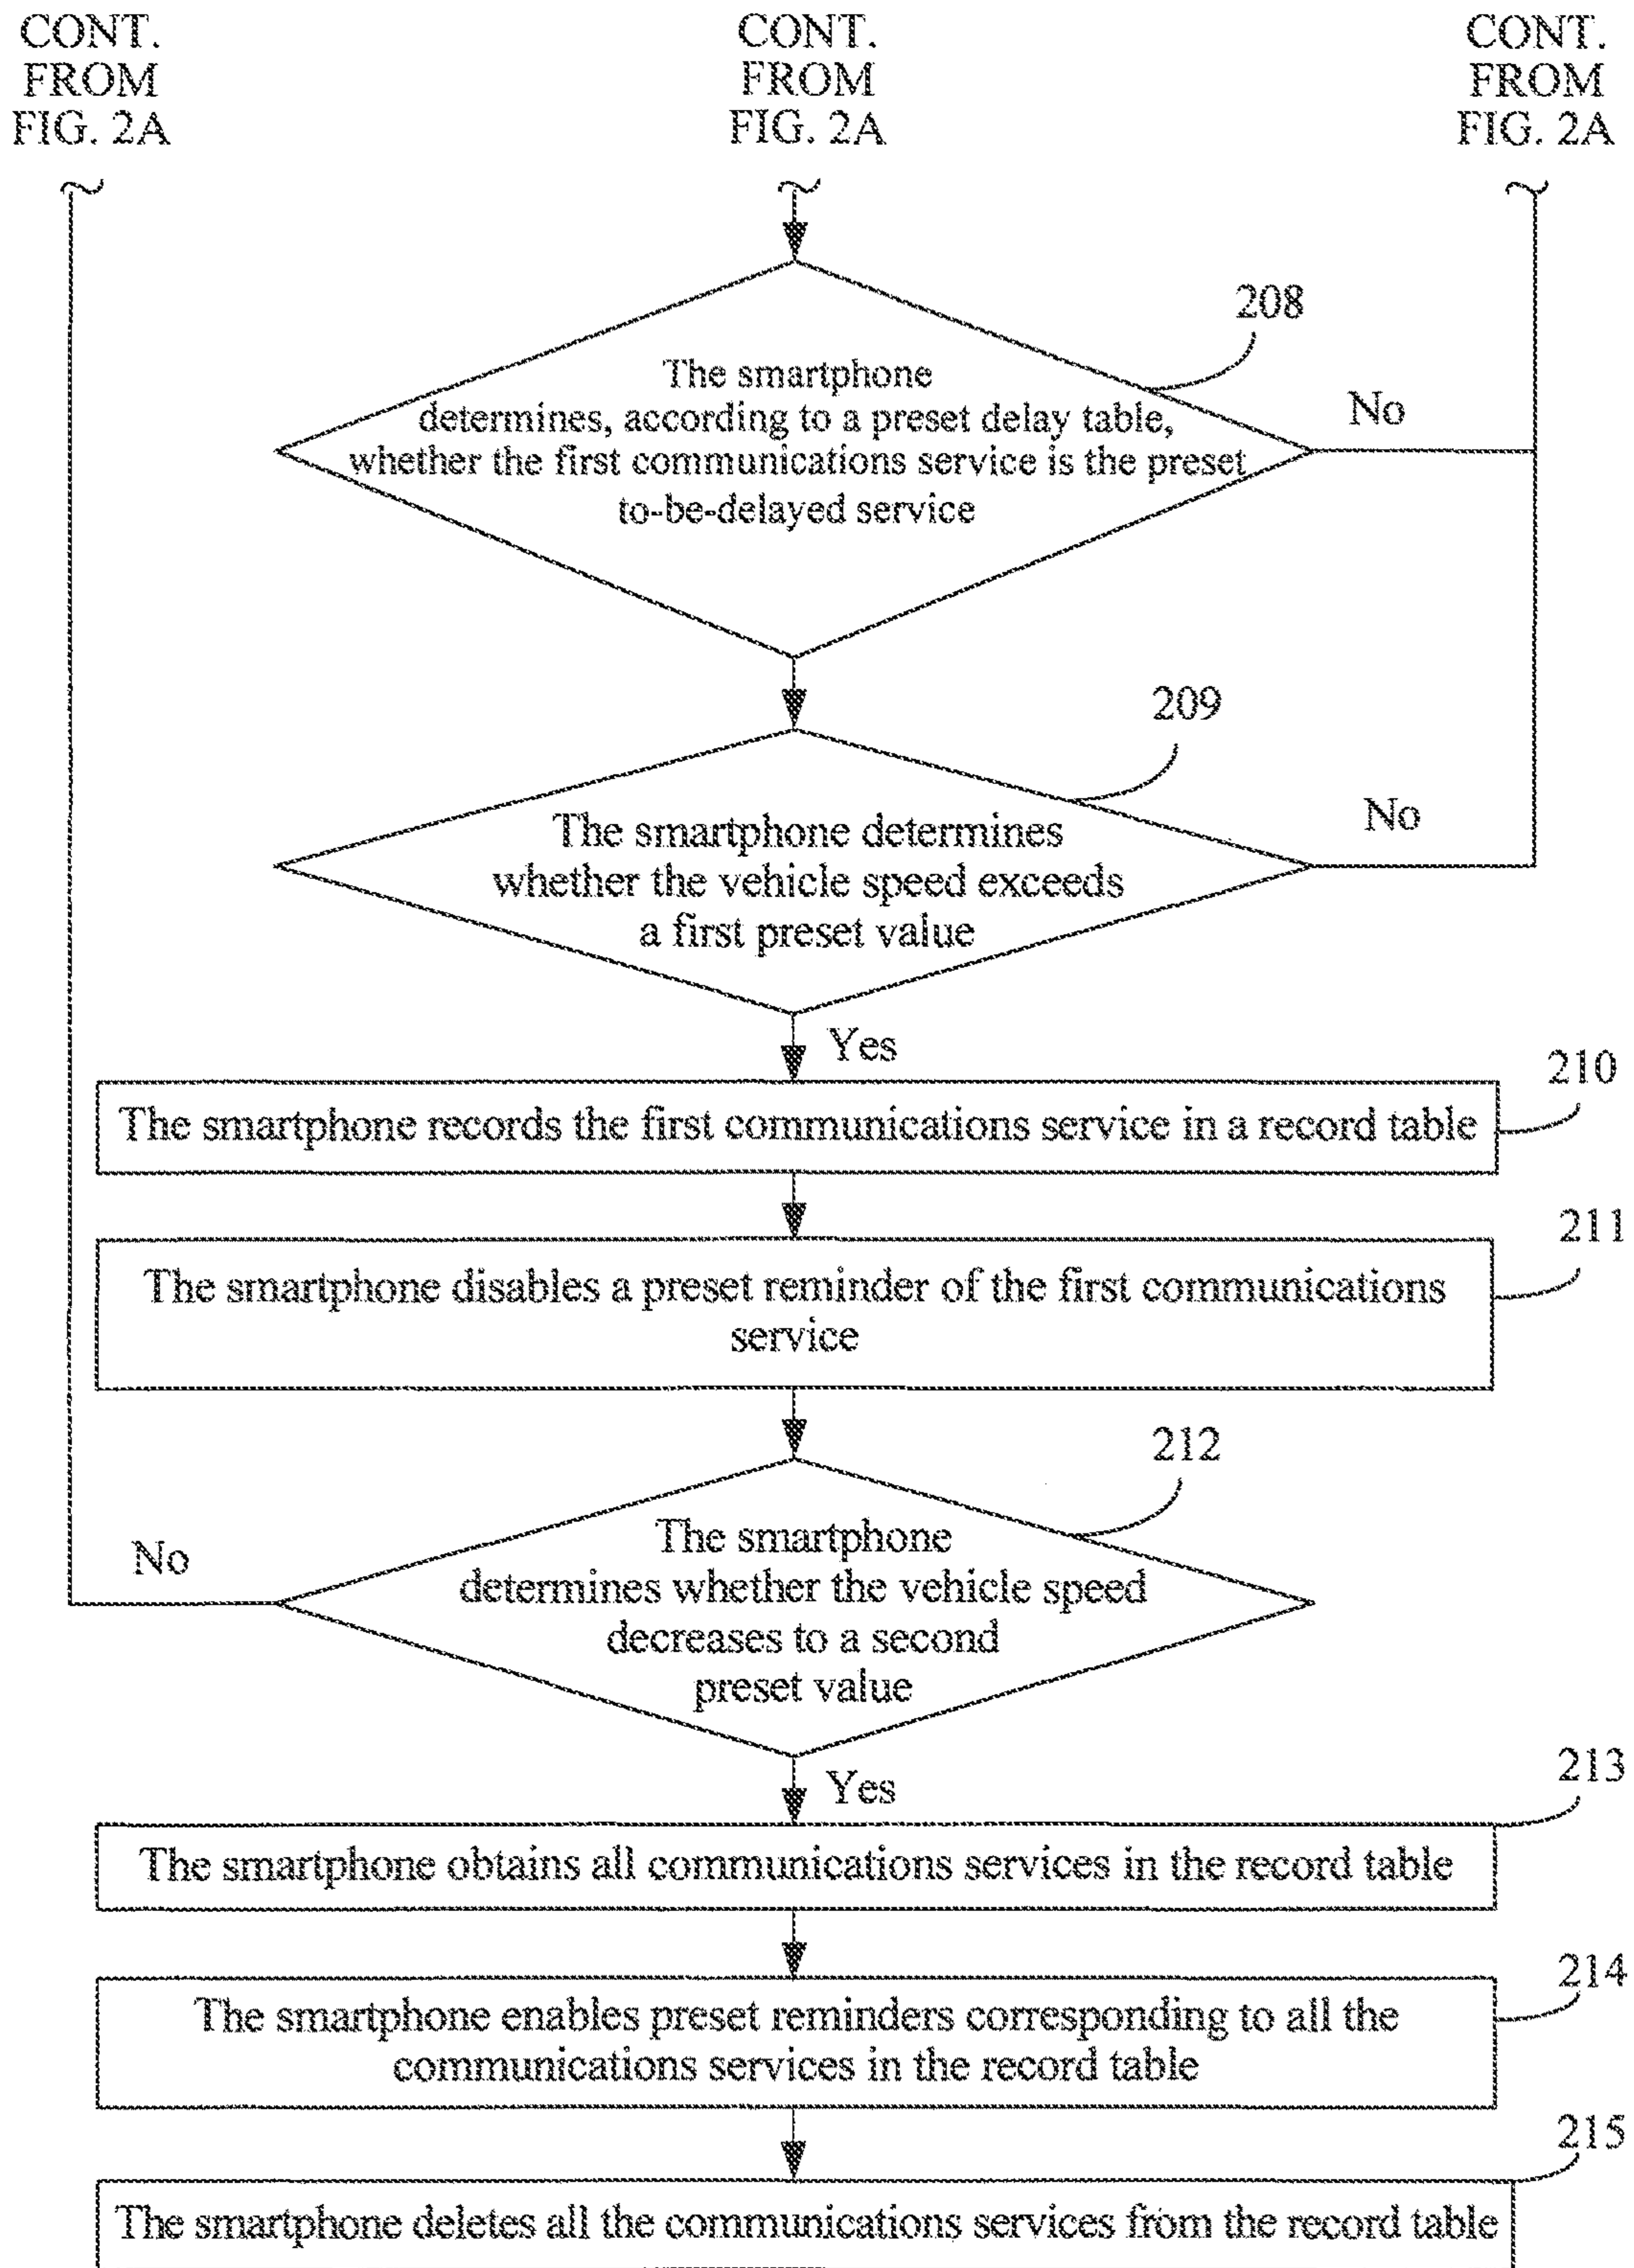 CONT.
FROM
FIG. 2A
CONT.
FROM
FIG. 2A
CONT.
FROM
FIG. 2A
208
The smartphone
determines, according to a preset delay table,
whether the first communications service is the preset
to-be-delayed service
No
209
The smartphone determines
whether the vehicle speed exceeds
a first preset value
No
Yes
210
The smartphone records the first communications service in a record table
211
The smartphone disables a preset reminder of the first communications
service
212
The smartphone
determines whether the vehicle speed
decreases to a second
preset value
No
Yes
213
The smartphone obtains all communications services in the record table
214
The smartphone enables preset reminders corresponding to all the
communications services in the record table
215
The smartphone deletes all the communications services from the record table